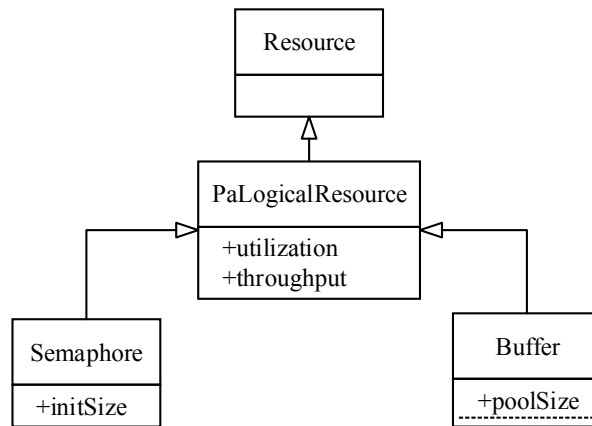 Resource
PaLogicalResource
+utilization
+throughput
Semaphore
+initSize
Buffer
+poolSize